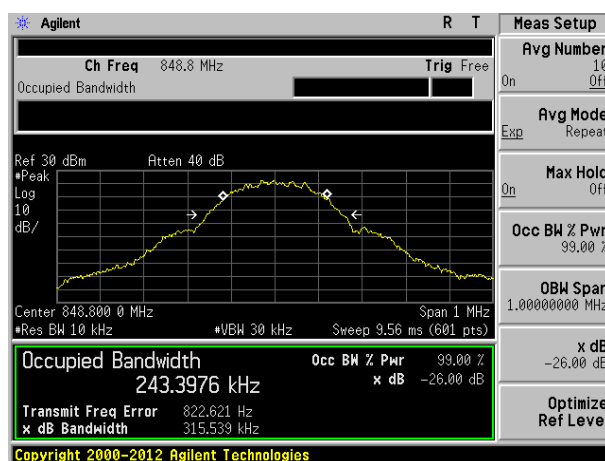 Agilent R T Meas Setup
Ch Freq 848.8 MHz Trig Free
Occupied Bandwidth
Avg Number
10
On Off
Avg Mode
Exp Repeat
Max Hold
On Off
Occ BW % Pwr
99.00 %
OBW Span
1.00000000 MHz
x dB
-26.00 dB
Optimize
Ref Level
Ref 30 dBm Atten 40 dB
#Peak
Log
10
dB/
Center 848.800 0 MHz Span 1 MHz
#Res BW 10 kHz #VBW 30 kHz Sweep 9.56 ms (601 pts)
Occupied Bandwidth Occ BW % Pwr 99.00 %
243.3976 kHz x dB -26.00 dB
Transmit Freq Error 822.621 Hz
x dB Bandwidth 315.539 kHz
Copyright 2000-2012 Agilent Technologies